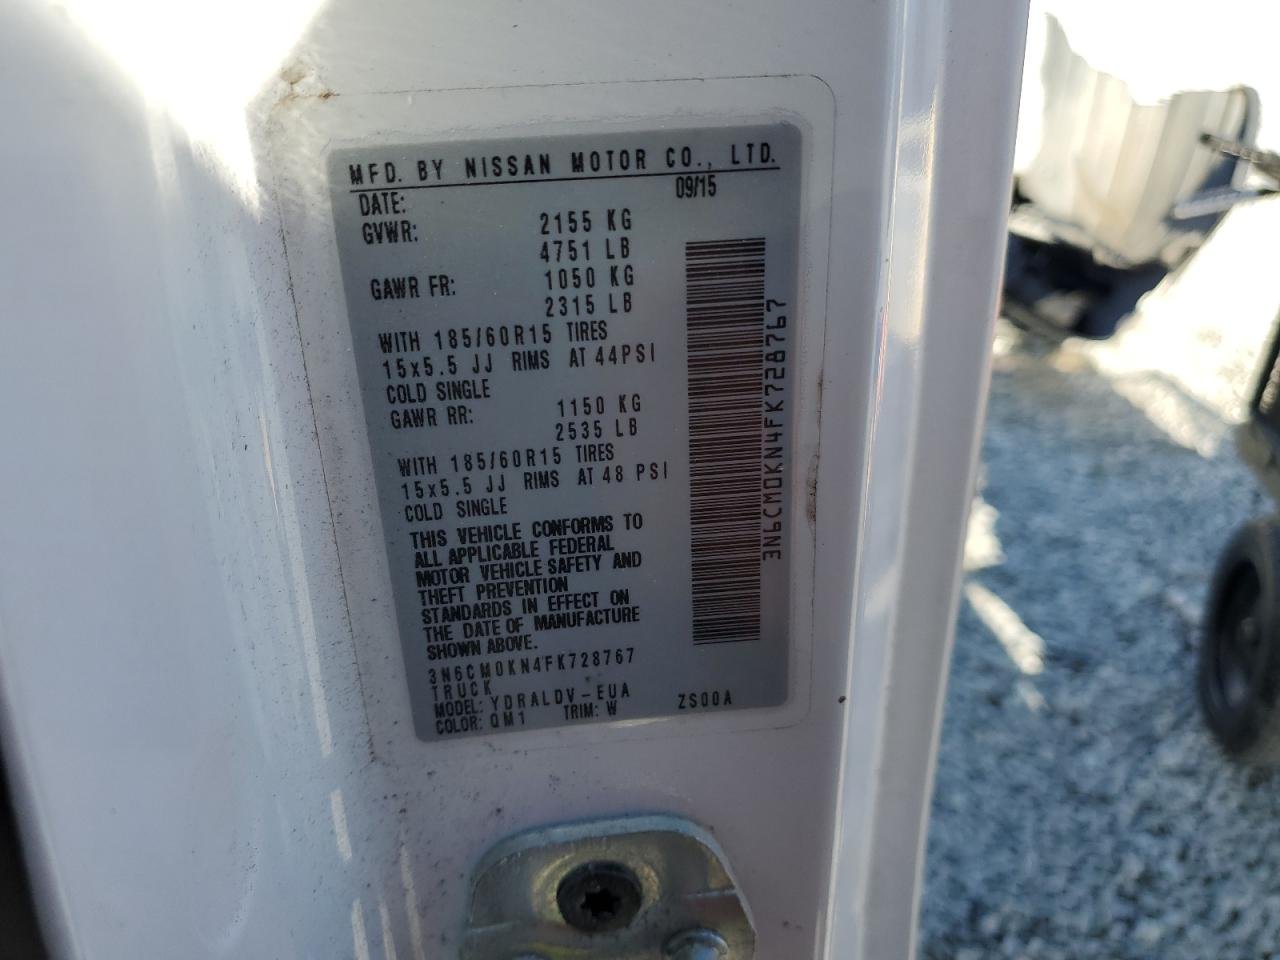 MFD. BY NISSAN MOTOR CO., LTD.
DATE: 09/15
GVWR: 2155 KG
4751 LB
GAWR FR: 1050 KG
2315 LB
WITH 185/60R15 TIRES
15x5.5 JJ RIMS AT 44PSI
COLD SINGLE
GAWR RR: 1150 KG
2535 LB
WITH 185/60R15 TIRES
15x5.5 JJ RIMS AT 48 PSI
COLD SINGLE
THIS VEHICLE CONFORMS TO
ALL APPLICABLE FEDERAL
MOTOR VEHICLE SAFETY AND
THEFT PREVENTION
STANDARDS IN EFFECT ON
THE DATE OF MANUFACTURE
SHOWN ABOVE.
3N6CM0KN4FK728767
TRUCK
MODEL: YDRALDV-EUA ZS00A
COLOR: QM1 TRIM: W
3N6CM0KN4FK728767